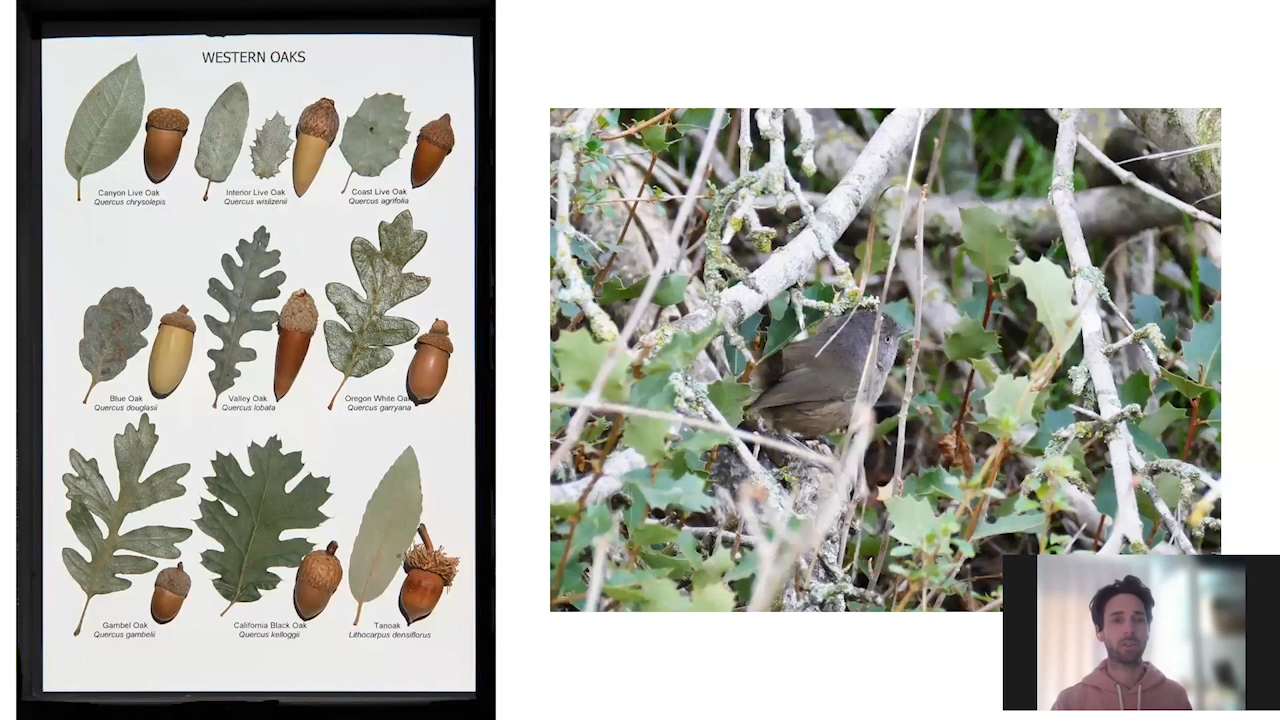 WESTERN OAKS
Canyon Live Oak
Quercus chrysolepis
Interior Live Oak
Quercus wislizenii
Coast Live Oak
Quercus agrifolia
Blue Oak
Quercus douglasii
Valley Oak
Quercus lobata
Oregon White Oak
Quercus garryana
Gambel Oak
Quercus gambelii
California Black Oak
Quercus kelloggii
Tanoak
Lithocarpus densiflorus